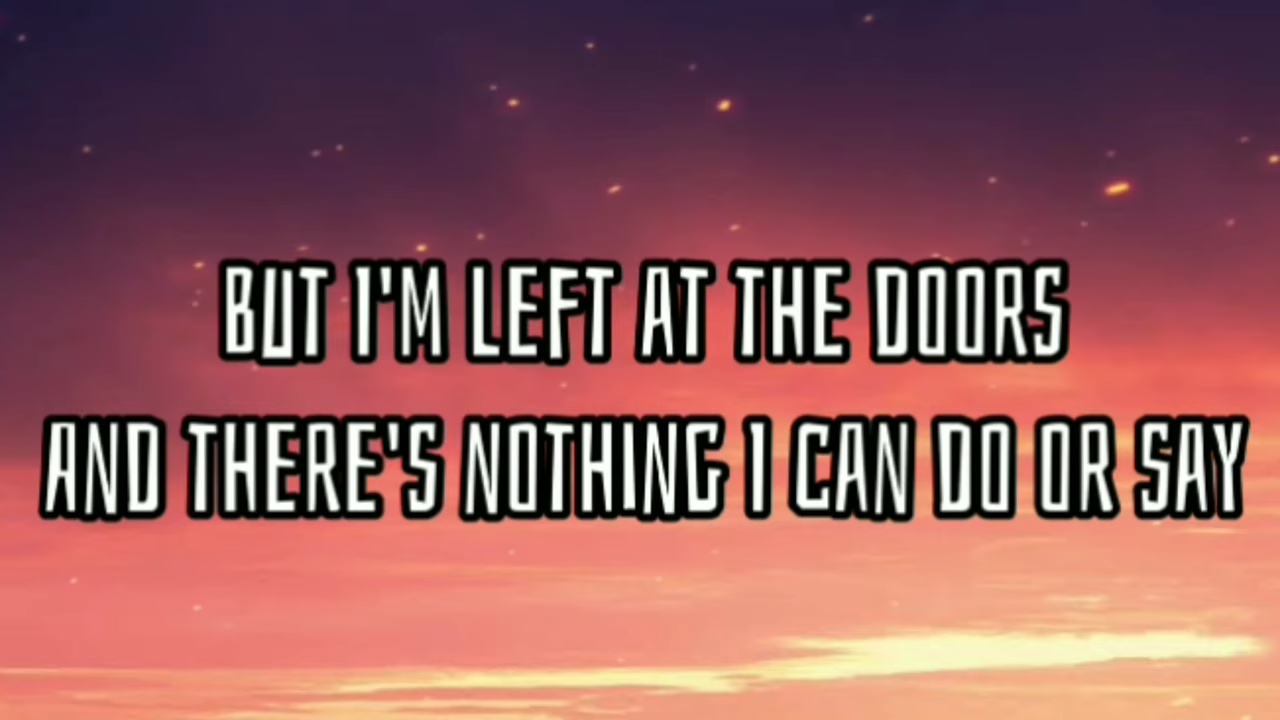 BUT I'M LEFT AT THE DOORS
AND THERE'S NOTHING I CAN DO OR SAY